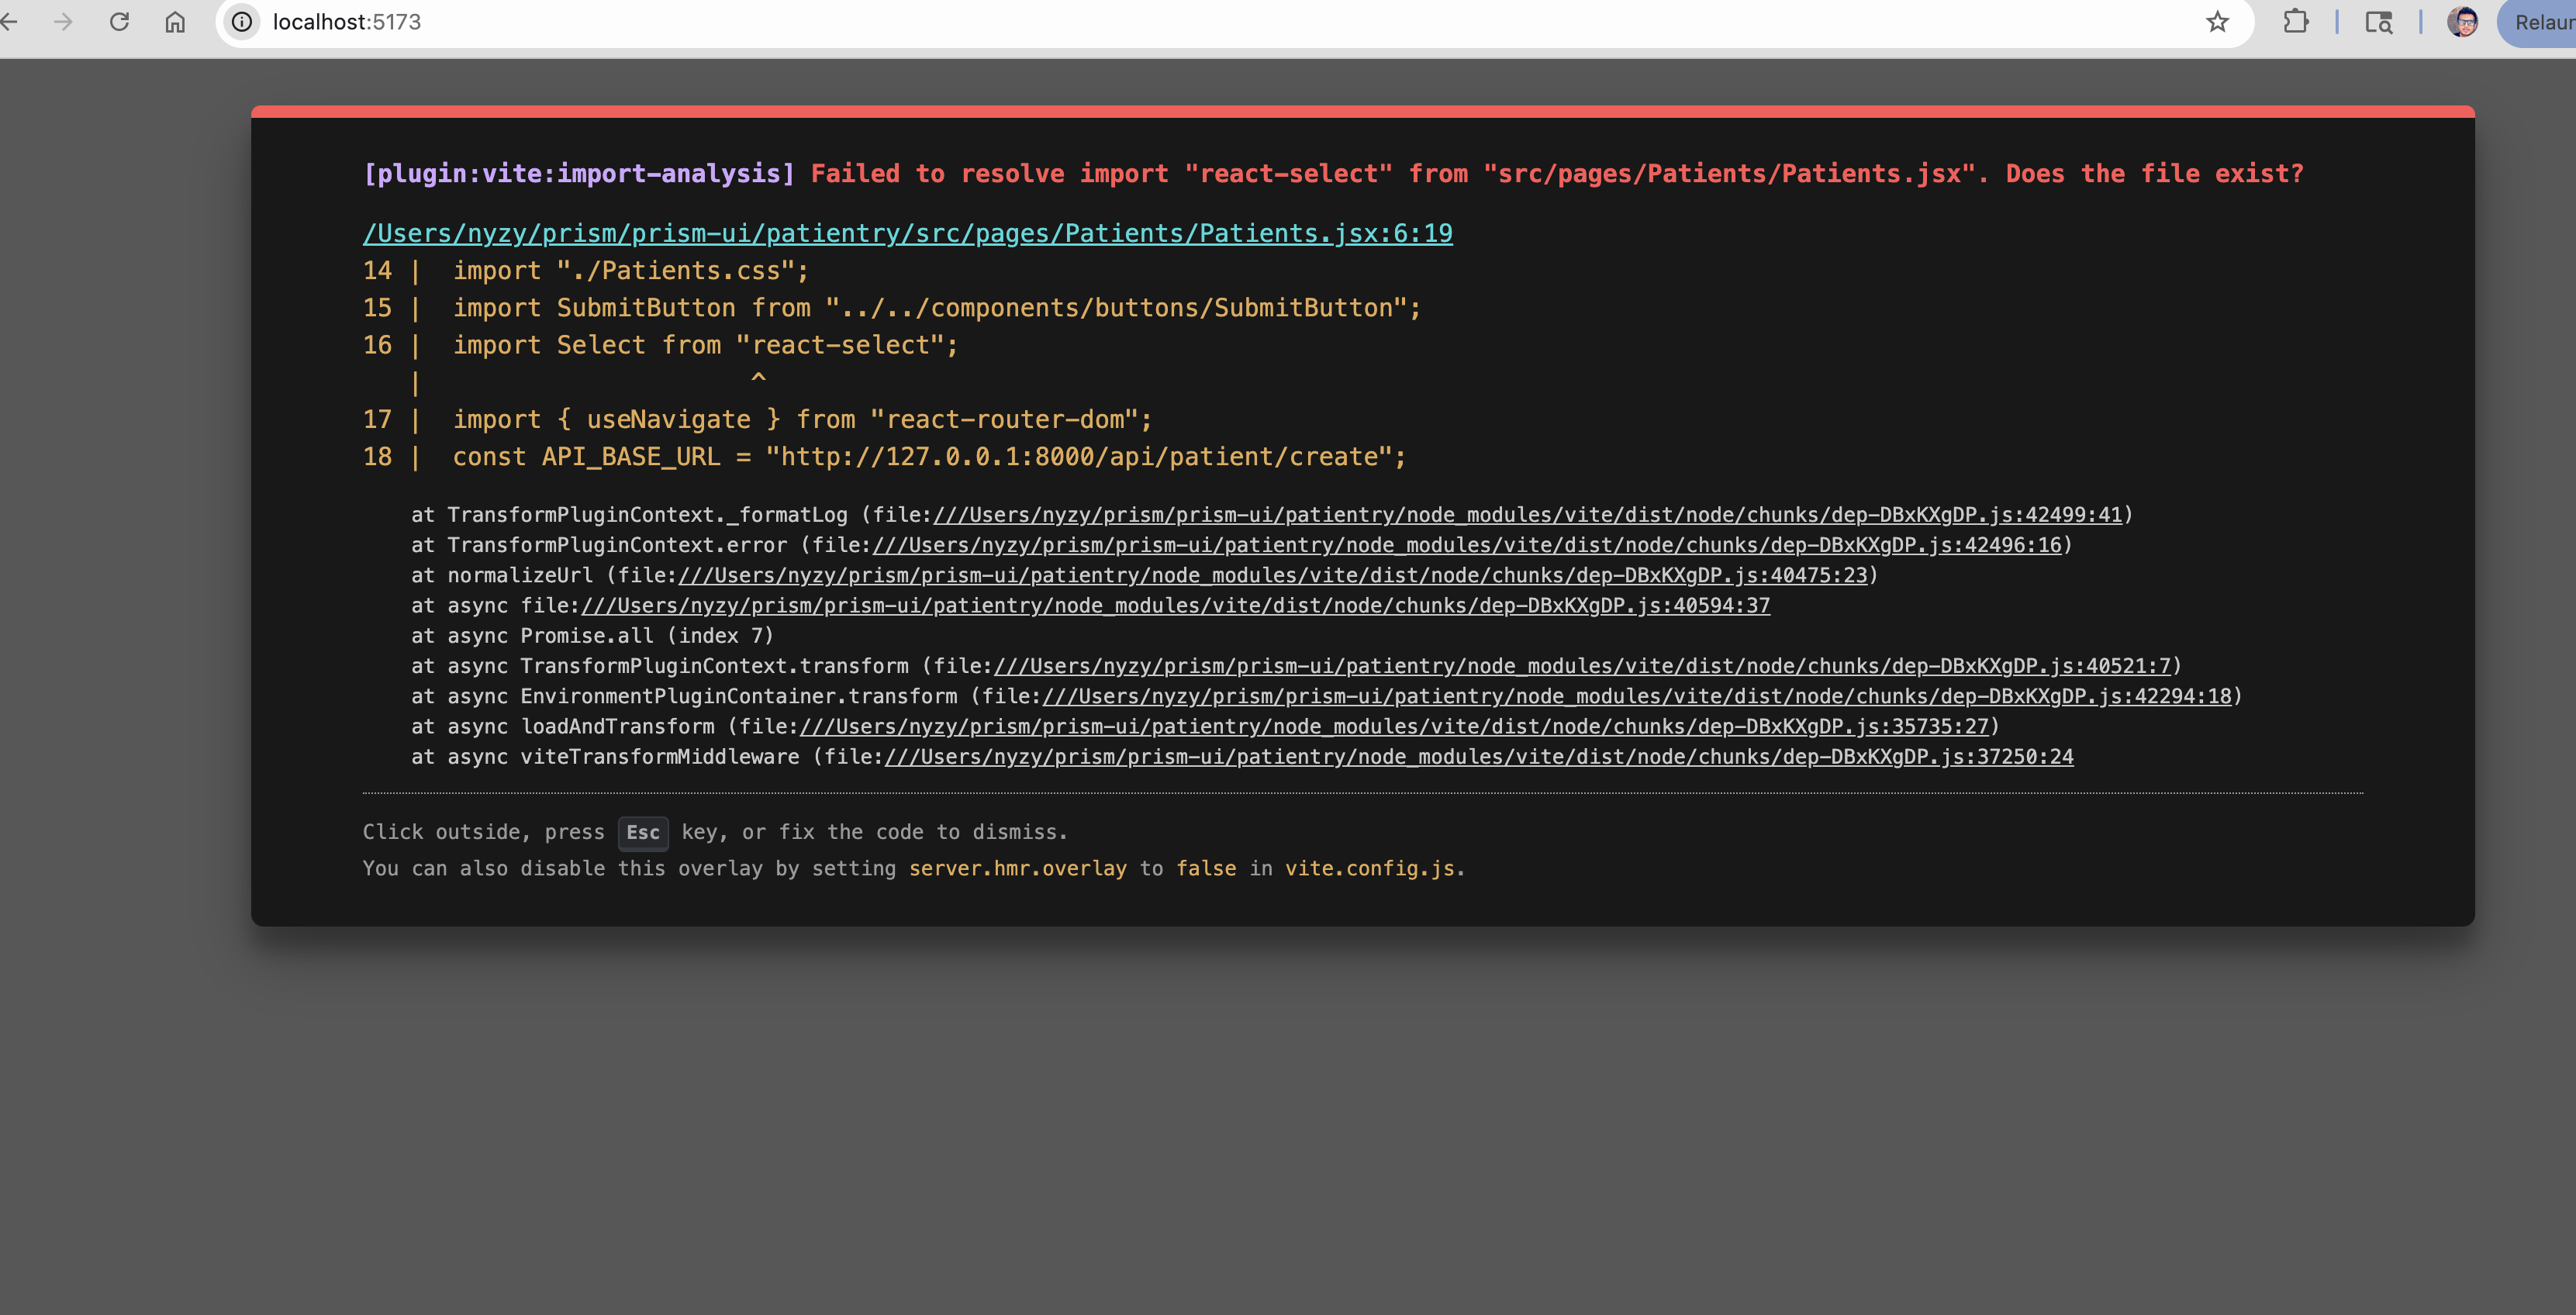 localhost:5173
Relaun
[plugin:vite:import-analysis] Failed to resolve import "react-select" from "src/pages/Patients/Patients.jsx". Does the file exist?
/Users/nyzy/prism/prism-ui/patientry/src/pages/Patients/Patients.jsx:6:19
14 |  import "./Patients.css";
15 |  import SubmitButton from "../../components/buttons/SubmitButton";
16 |  import Select from "react-select";
   |                      ^
17 |  import { useNavigate } from "react-router-dom";
18 |  const API_BASE_URL = "http://127.0.0.1:8000/api/patient/create";
at TransformPluginContext._formatLog (file:///Users/nyzy/prism/prism-ui/patientry/node_modules/vite/dist/node/chunks/dep-DBxKXgDP.js:42499:41)
at TransformPluginContext.error (file:///Users/nyzy/prism/prism-ui/patientry/node_modules/vite/dist/node/chunks/dep-DBxKXgDP.js:42496:16)
at normalizeUrl (file:///Users/nyzy/prism/prism-ui/patientry/node_modules/vite/dist/node/chunks/dep-DBxKXgDP.js:40475:23)
at async file:///Users/nyzy/prism/prism-ui/patientry/node_modules/vite/dist/node/chunks/dep-DBxKXgDP.js:40594:37
at async Promise.all (index 7)
at async TransformPluginContext.transform (file:///Users/nyzy/prism/prism-ui/patientry/node_modules/vite/dist/node/chunks/dep-DBxKXgDP.js:40521:7)
at async EnvironmentPluginContainer.transform (file:///Users/nyzy/prism/prism-ui/patientry/node_modules/vite/dist/node/chunks/dep-DBxKXgDP.js:42294:18)
at async loadAndTransform (file:///Users/nyzy/prism/prism-ui/patientry/node_modules/vite/dist/node/chunks/dep-DBxKXgDP.js:35735:27)
at async viteTransformMiddleware (file:///Users/nyzy/prism/prism-ui/patientry/node_modules/vite/dist/node/chunks/dep-DBxKXgDP.js:37250:24
Click outside, press Esc key, or fix the code to dismiss.
You can also disable this overlay by setting server.hmr.overlay to false in vite.config.js.